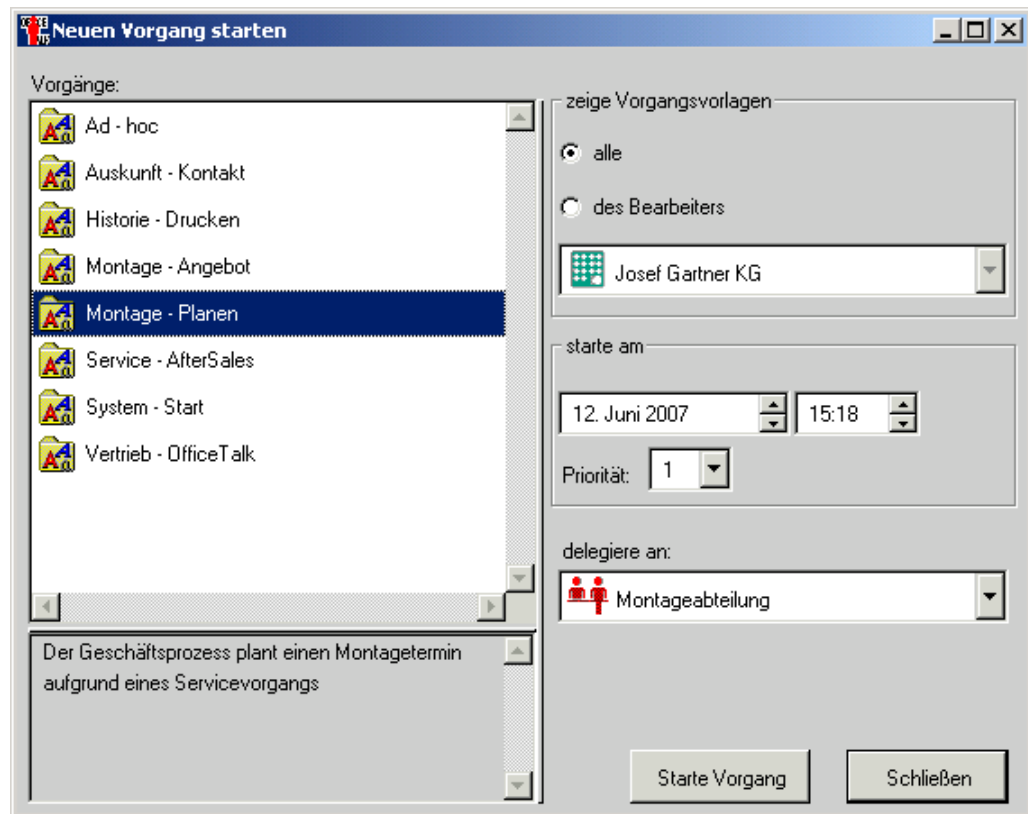 Neuen Vorgang starten
Vorgänge:
Ad - hoc
Auskunft - Kontakt
Historie - Drucken
Montage - Angebot
Montage - Planen
Service - AfterSales
System - Start
Vertrieb - OfficeTalk
Der Geschäftsprozess plant einen Montagetermin
aufgrund eines Servicevorgangs
zeige Vorgangsvorlagen
alle
des Bearbeiters
Josef Gartner KG
starte am
12. Juni 2007 15:18
Priorität: 1
delegiere an:
Montageabteilung
Starte Vorgang Schließen